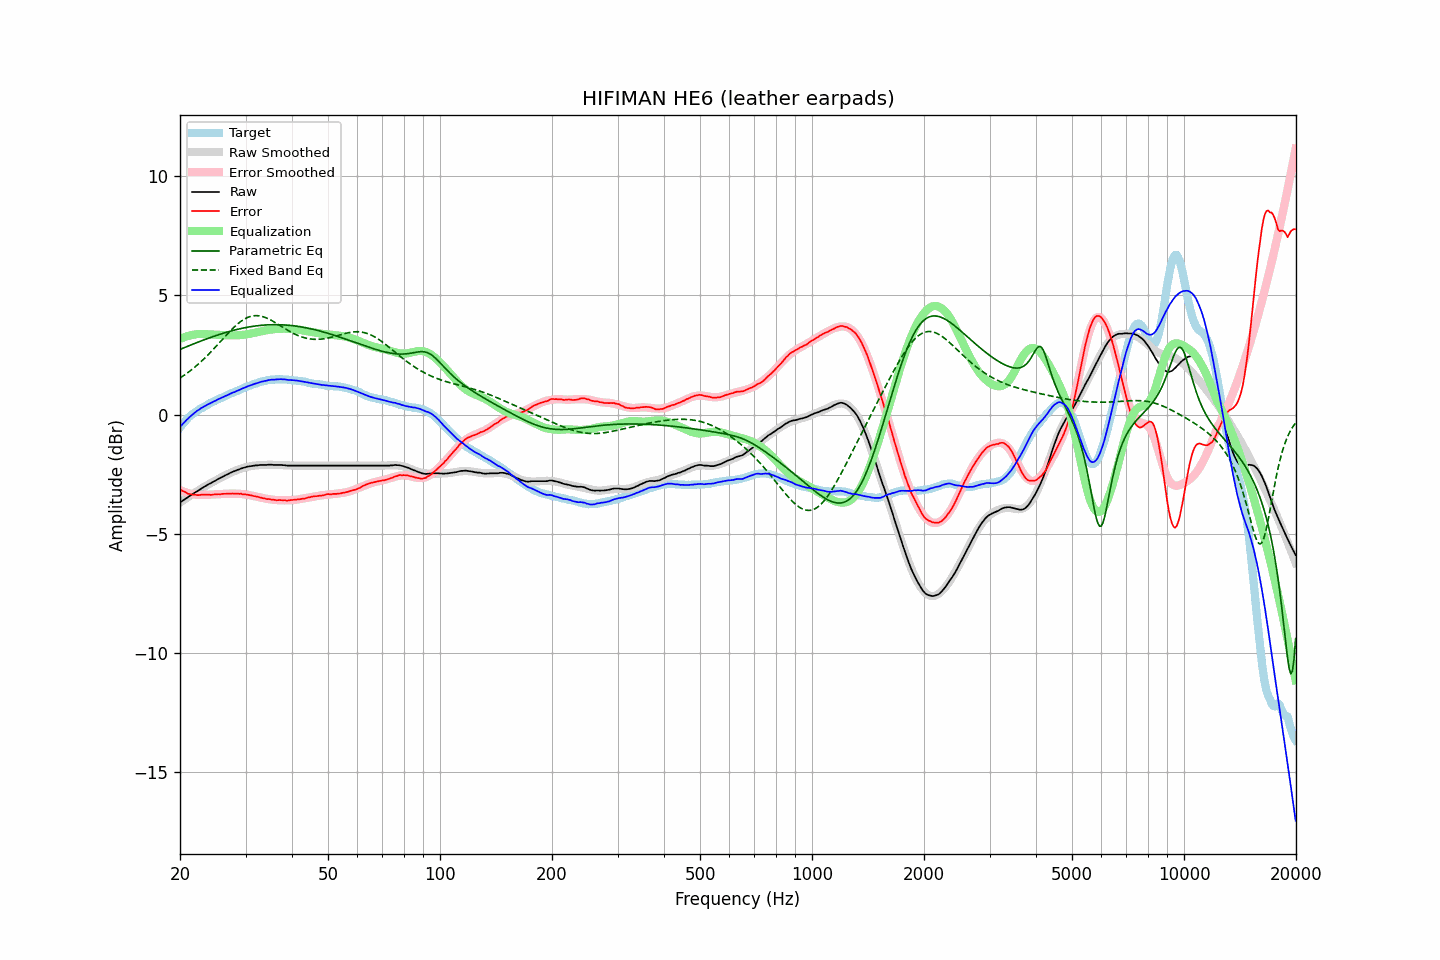 HIFIMAN HE6 (leather earpads)
Target
Raw Smoothed
Error Smoothed
Raw
Error
Equalization
Parametric Eq
Fixed Band Eq
Equalized
Amplitude (dBr)
10
5
0
−5
−10
−15
20 50 100 200 500 1000 2000 5000 10000 20000
Frequency (Hz)